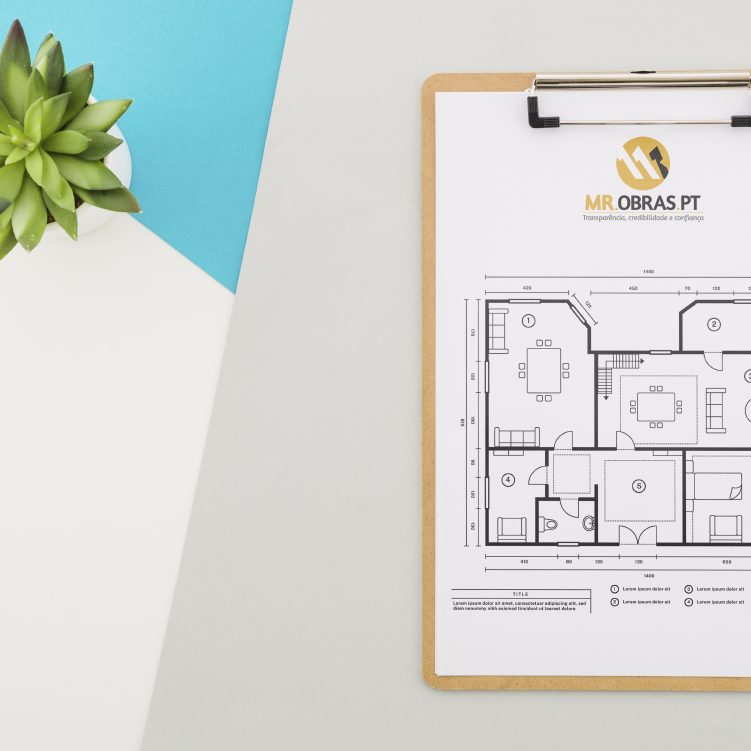 MR.OBRAS.PT
Transparência, credibilidade e confiança
1400
420
120
450
70
100
1
2
3
4
5
410
80
130
130
650
1400
TITLE
Lorem ipsum dolor sit amet, consectetuer adipiscing elit, sed
diam nonummy nibh euismod tincidunt ut laoreet dolore
1 Lorem ipsum dolor sit
3 Lorem ipsum dolor sit
2 Lorem ipsum dolor sit
4 Lorem ipsum dolor sit